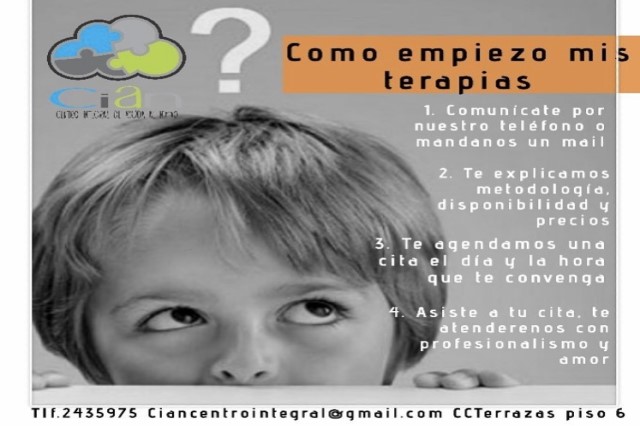 ?
Como empiezo mis
terapias
1. Comunícate por
nuestro teléfono o
mandanos un mail
2. Te explicamos
metodología,
disponibilidad y
precios
3. Te agendamos una
cita el día y la hora
que te convenga
4. Asiste a tu cita, te
atenderenos con
profesionalismo y
amor
Cian
Tlf.2435975 Ciancentrointegral@gmail.com CCTerrazas piso 6